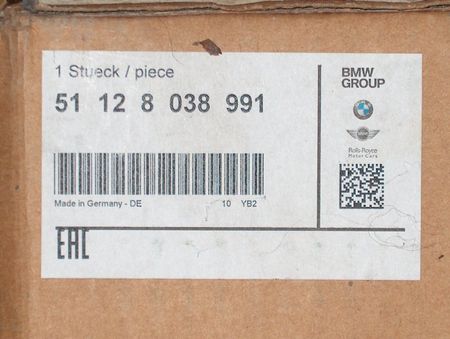 1 Stueck / piece
51 12 8 038 991
Made in Germany - DE 10 YB2
EAC
BMW
GROUP
Rolls-Royce
Motor Cars